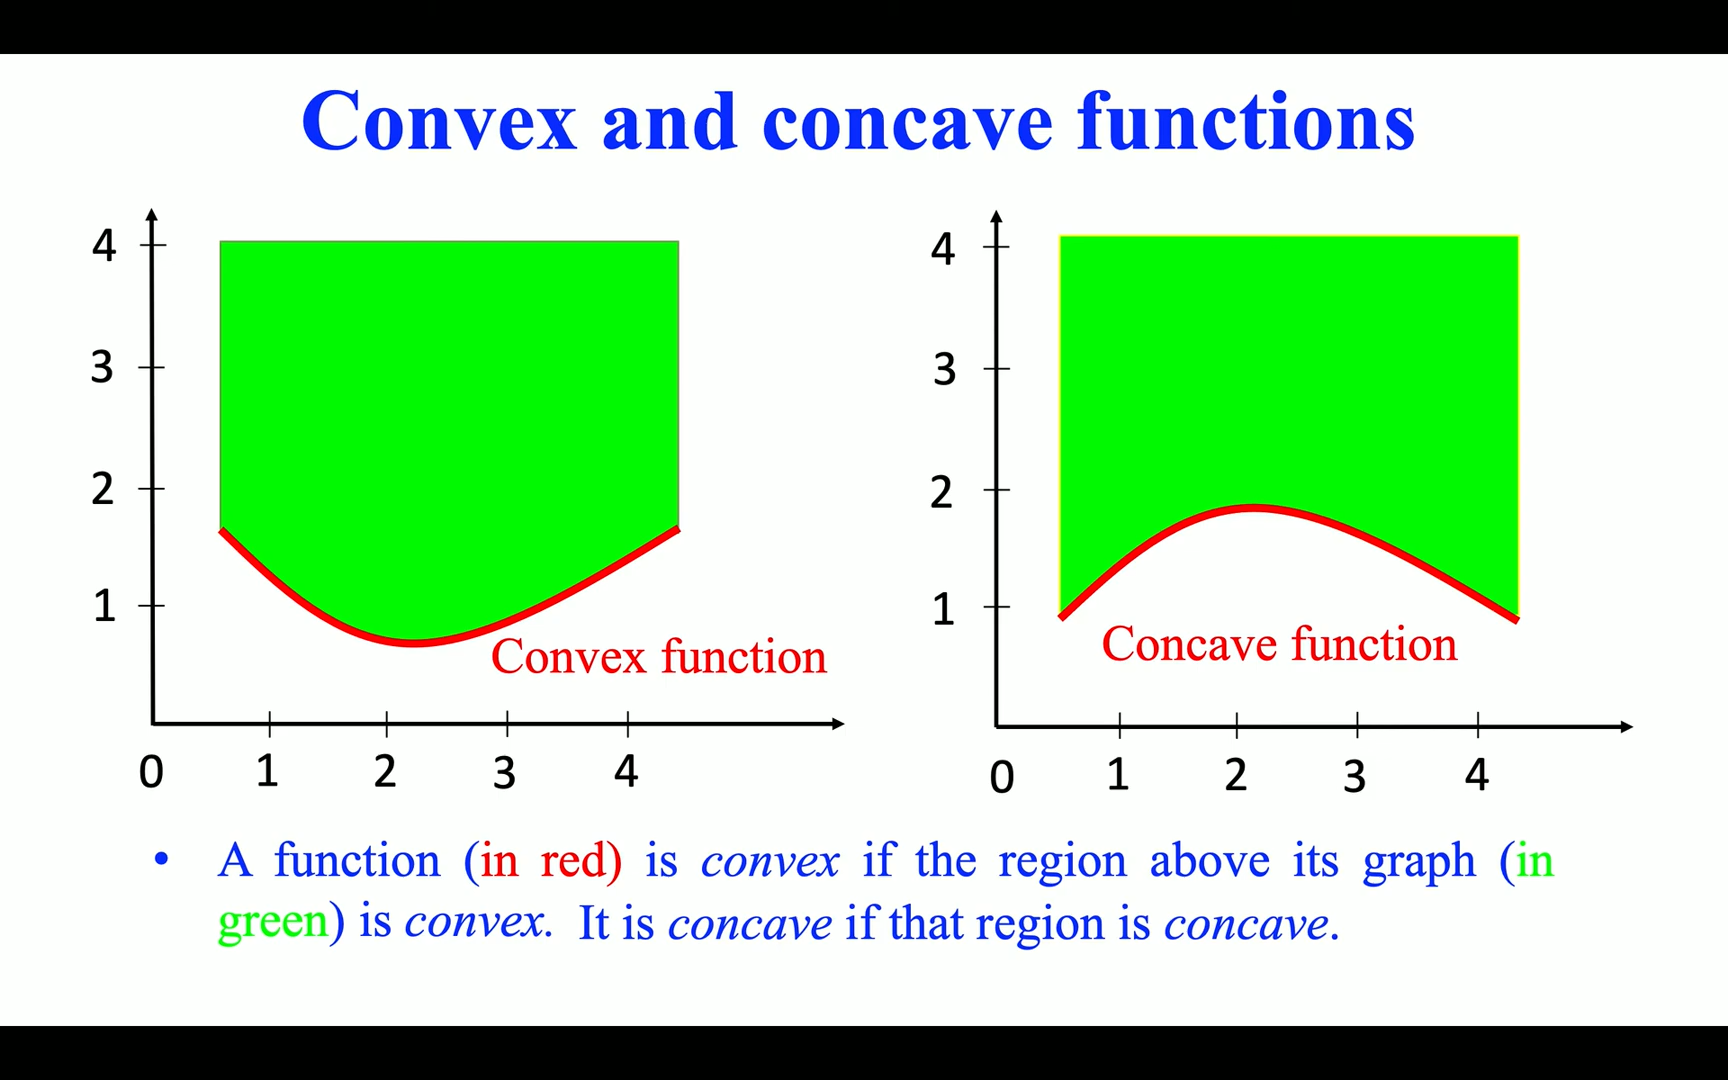 Convex and concave functions
4
3
2
1
0 1 2 3 4
Convex function
4
3
2
1
0 1 2 3 4
Concave function
• A function (in red) is convex if the region above its graph (in
green) is convex. It is concave if that region is concave.